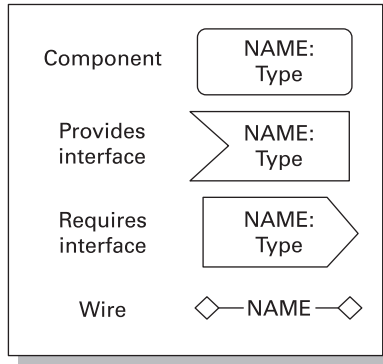 Component
NAME:
Type
Provides
interface
NAME:
Type
Requires
interface
NAME:
Type
Wire
NAME